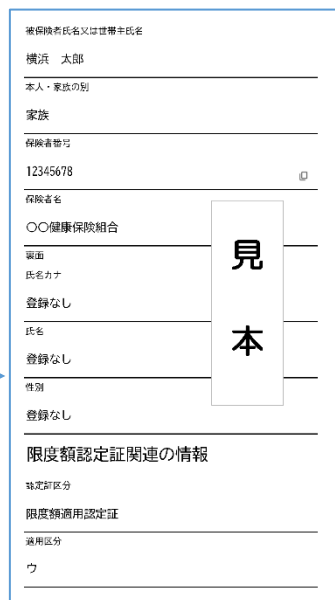 被保険者氏名又は世帯主氏名
横浜　太郎
本人・家族の別
家族
保険者番号
12345678
保険者名
〇〇健康保険組合
裏面
氏名カナ
登録なし
氏名
登録なし
性別
登録なし
見
本
限度額認定証関連の情報
認定証区分
限度額適用認定証
適用区分
ウ